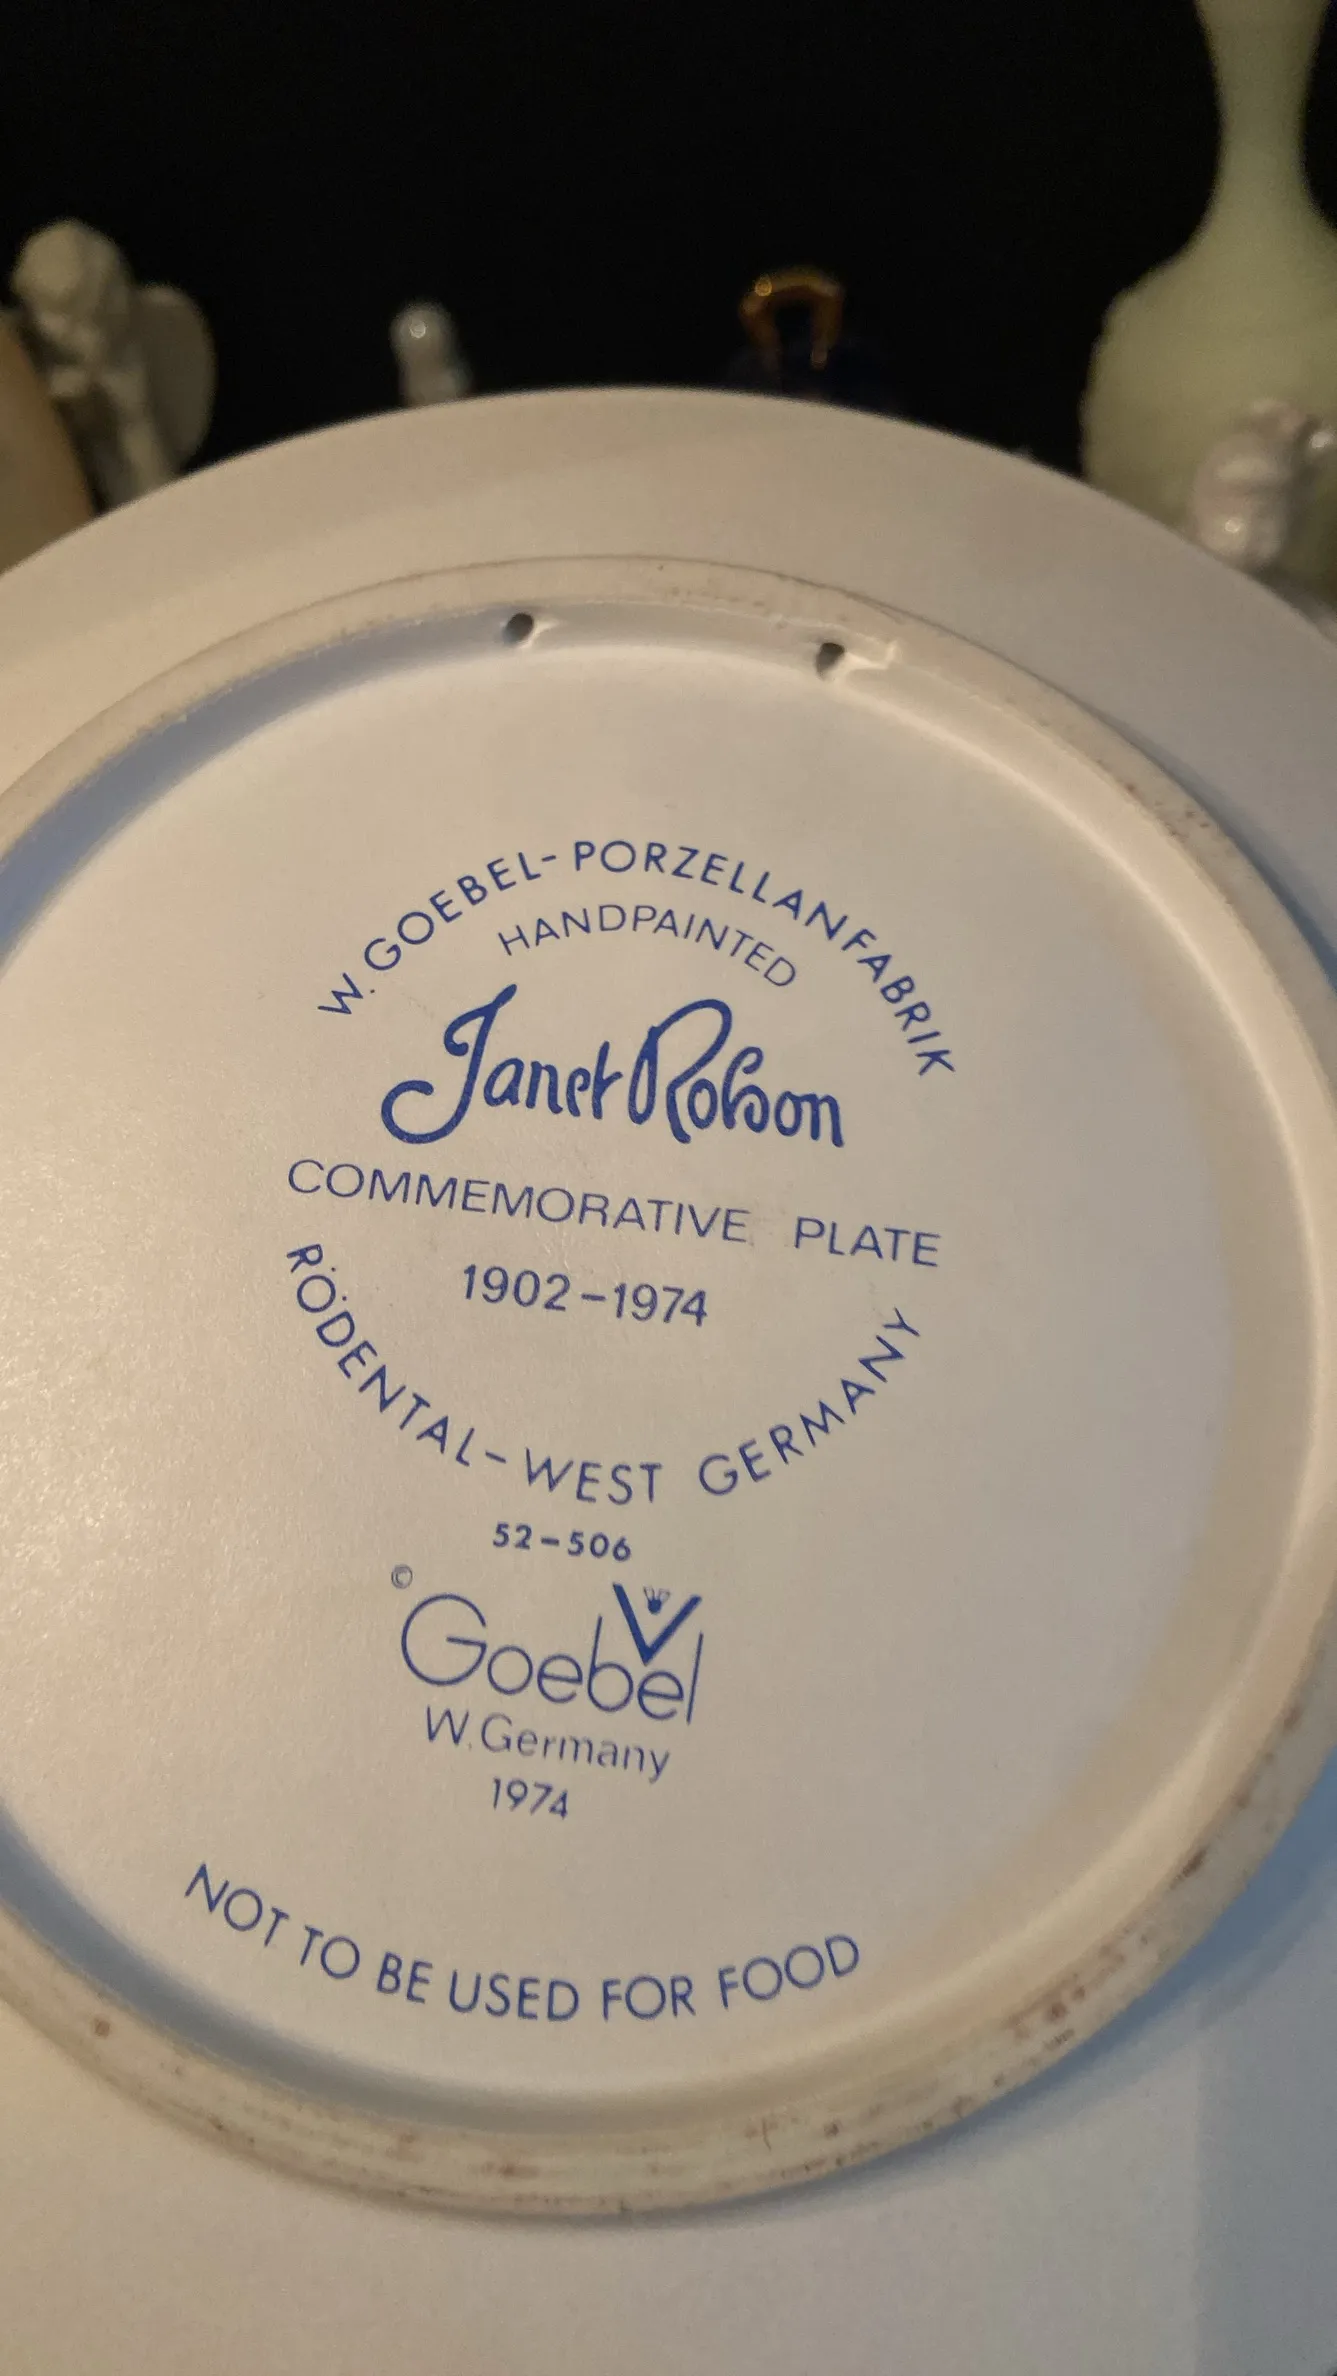 W. GOEBEL-PORZELLANFABRIK
HANDPAINTED
Janet Robson
COMMEMORATIVE PLATE
1902-1974
RÖDENTAL-WEST GERMANY
52-506
© Goebel
W. Germany
1974
NOT TO BE USED FOR FOOD